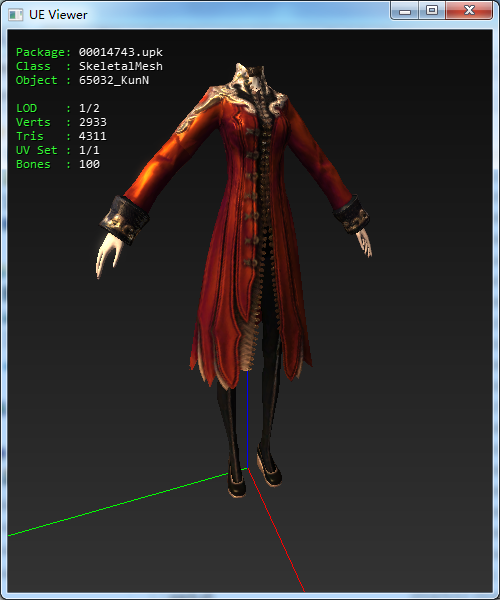 UE Viewer
Package: 00014743.upk
Class  : SkeletalMesh
Object : 65032_KunN
LOD    : 1/2
Verts  : 2933
Tris   : 4311
UV Set : 1/1
Bones  : 100